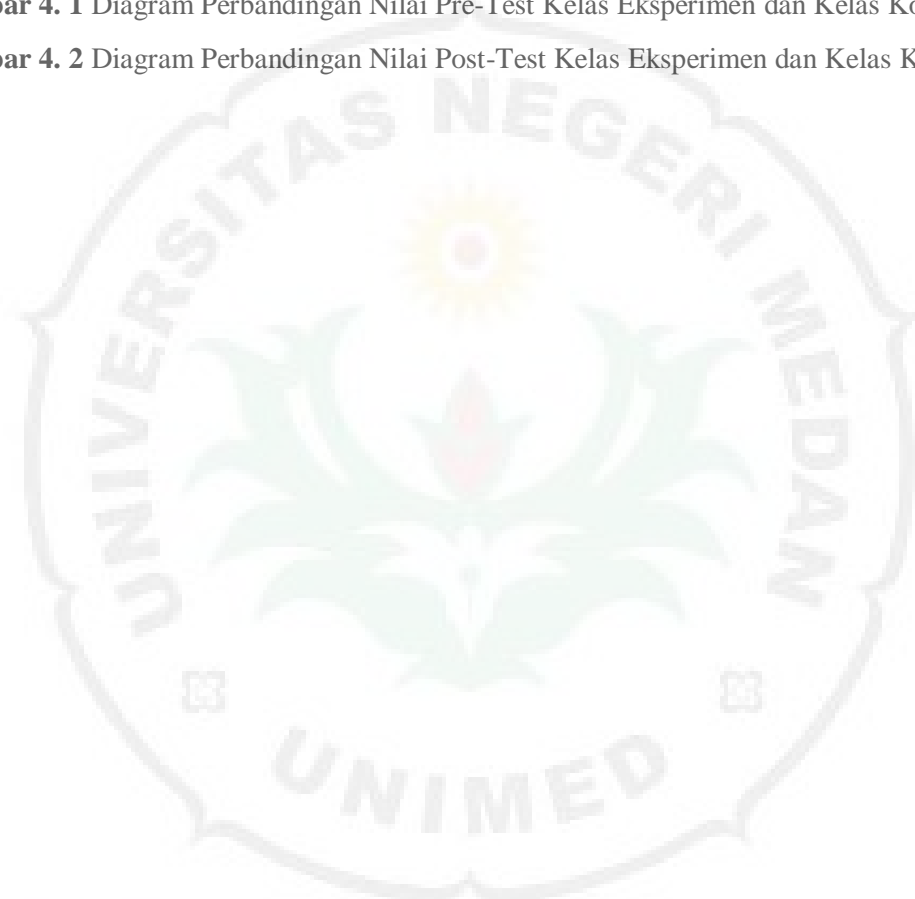 bar 4. 1 Diagram Perbandingan Nilai Pre-Test Kelas Eksperimen dan Kelas Ko
bar 4. 2 Diagram Perbandingan Nilai Post-Test Kelas Eksperimen dan Kelas K
UNIVERSITAS NEGERI MEDAN
UNIMED